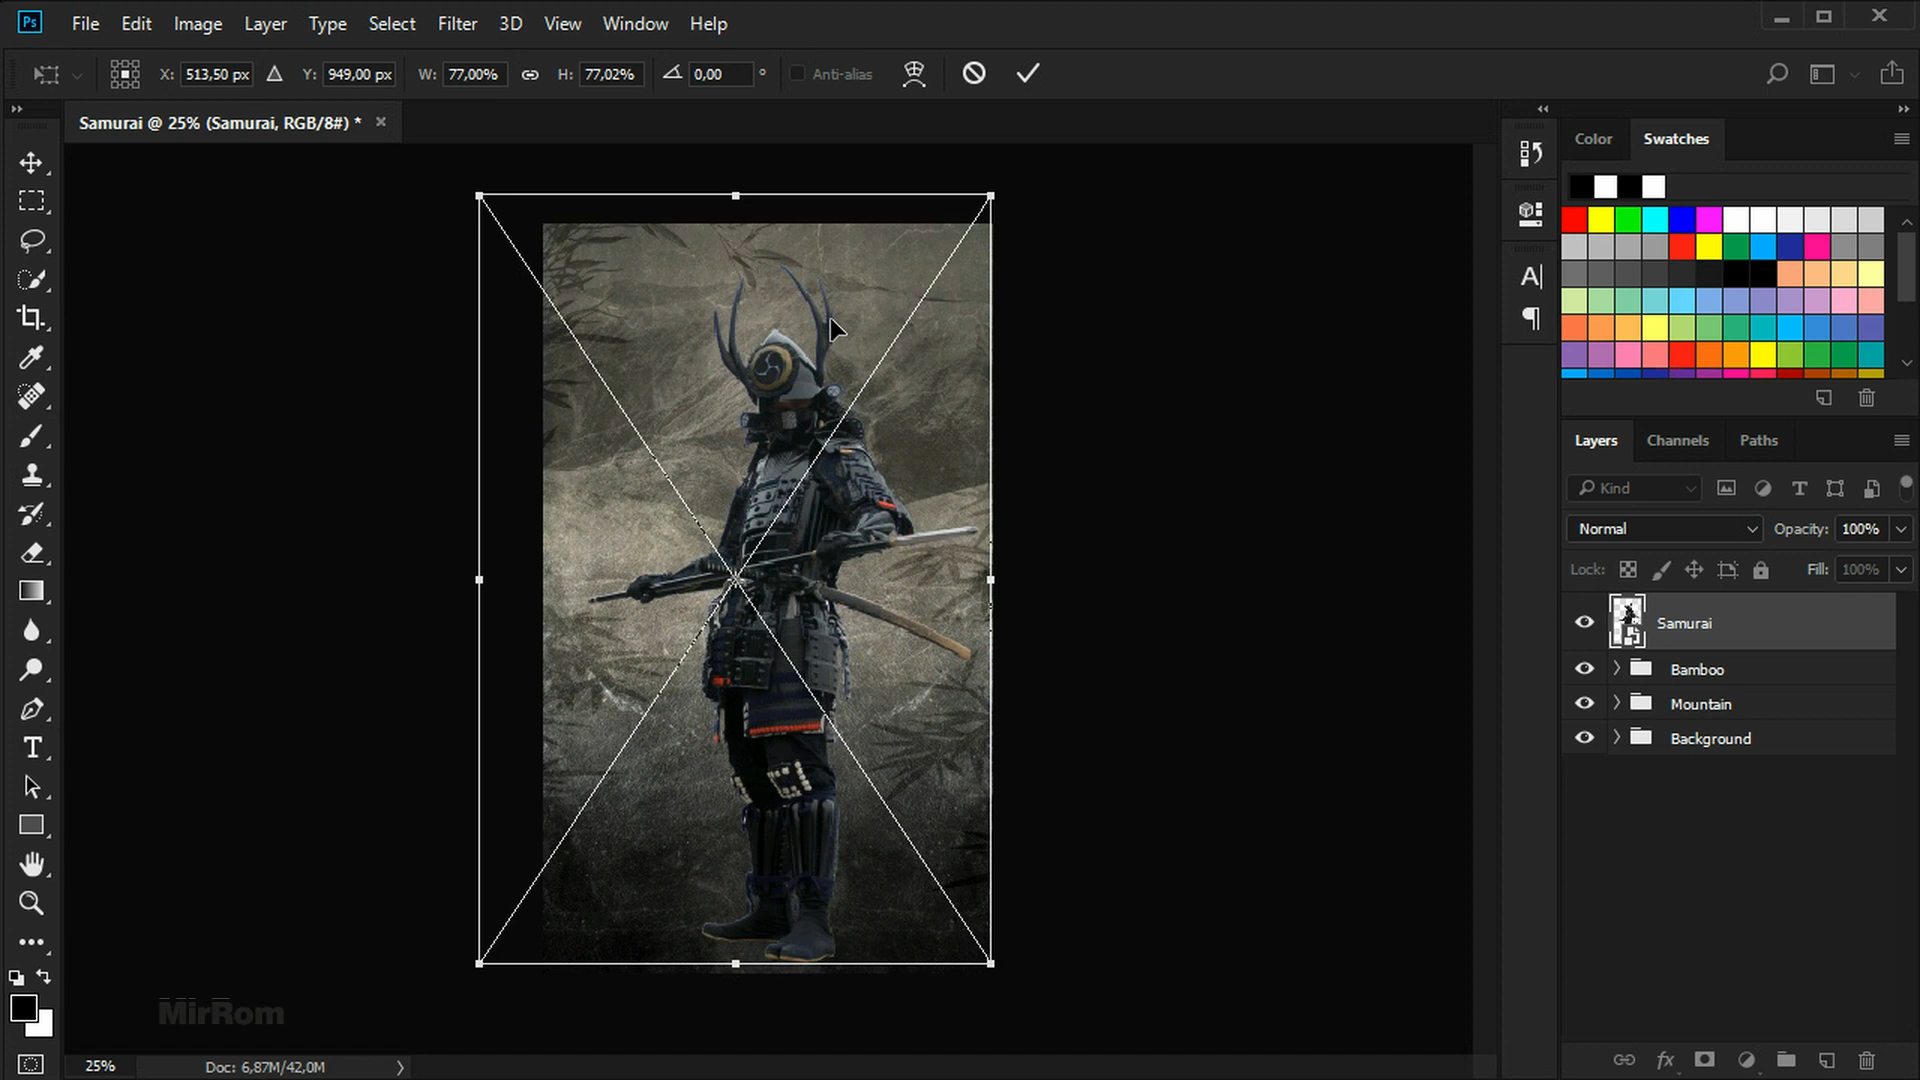 Ps File Edit Image Layer Type Select Filter 3D View Window Help
X: 513,50 px Y: 949,00 px W: 77,00% H: 77,02% 0,00 ° Anti-alias
Samurai @ 25% (Samurai, RGB/8#) * ×
Color Swatches
Layers Channels Paths
Kind
Normal Opacity: 100%
Lock: Fill: 100%
Samurai
Bamboo
Mountain
Background
MirRom
25% Doc: 6,87M/42,0M